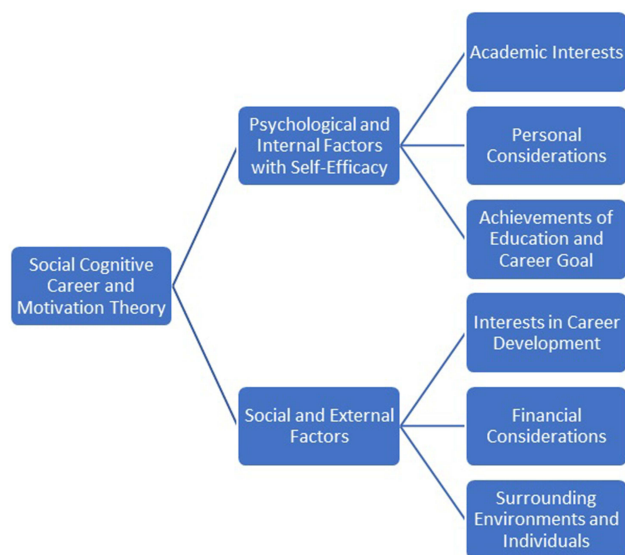 Academic Interests
Psychological and
Internal Factors
with Self-Efficacy
Personal
Considerations
Achievements of
Education and
Career Goal
Social Cognitive
Career and
Motivation Theory
Interests in Career
Development
Social and External
Factors
Financial
Considerations
Surrounding
Environments and
Individuals